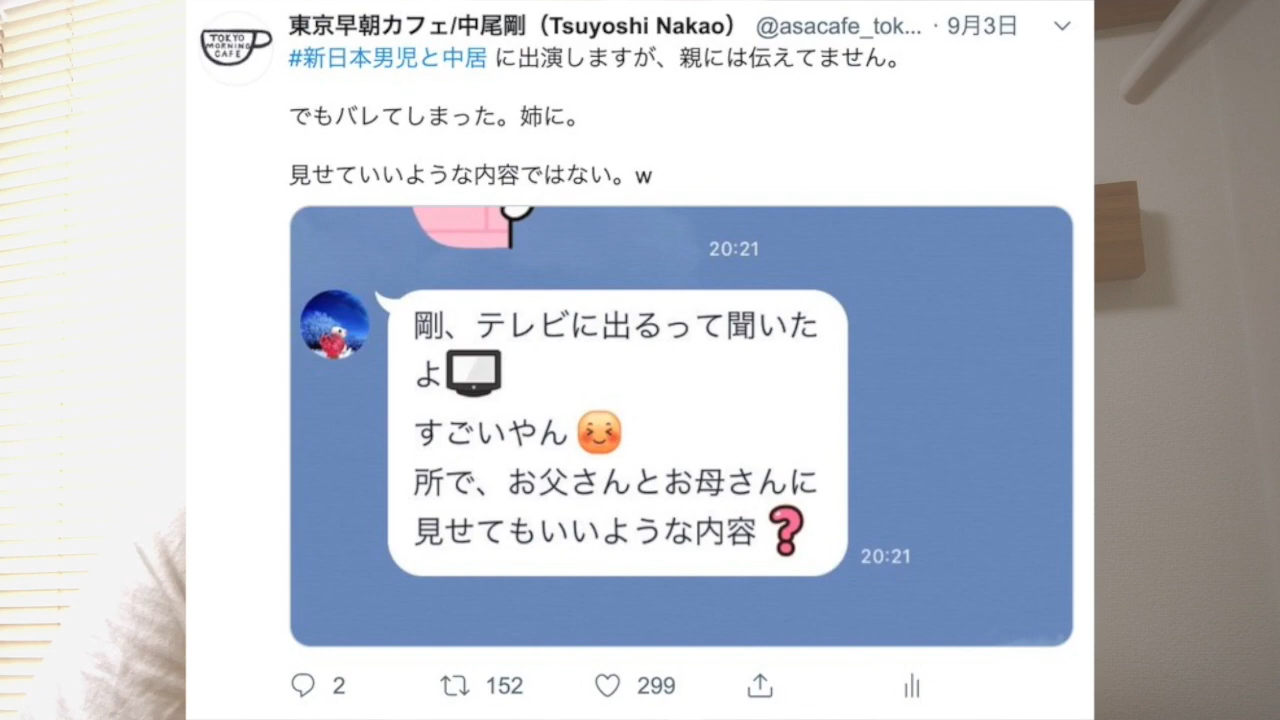 TOKYO
MORNING
CAFE
東京早朝カフェ/中尾剛（Tsuyoshi Nakao） @asacafe_tok... · 9月3日
#新日本男児と中居 に出演しますが、親には伝えてません。
でもバレてしまった。姉に。
見せていいような内容ではない。w
20:21
剛、テレビに出るって聞いた
よ
すごいやん
所で、お父さんとお母さんに
見せてもいいような内容❓
20:21
2 152 299